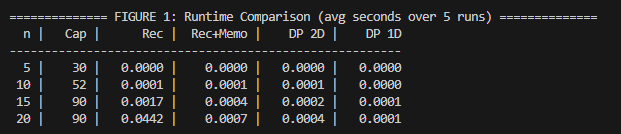 ============== FIGURE 1: Runtime Comparison (avg seconds over 5 runs) ==============
n | Cap | Rec | Rec+Memo | DP 2D | DP 1D
--------------------------------------------------------
5 | 30 | 0.0000 | 0.0000 | 0.0000 | 0.0000
10 | 52 | 0.0001 | 0.0001 | 0.0001 | 0.0000
15 | 90 | 0.0017 | 0.0004 | 0.0002 | 0.0001
20 | 90 | 0.0442 | 0.0007 | 0.0004 | 0.0001